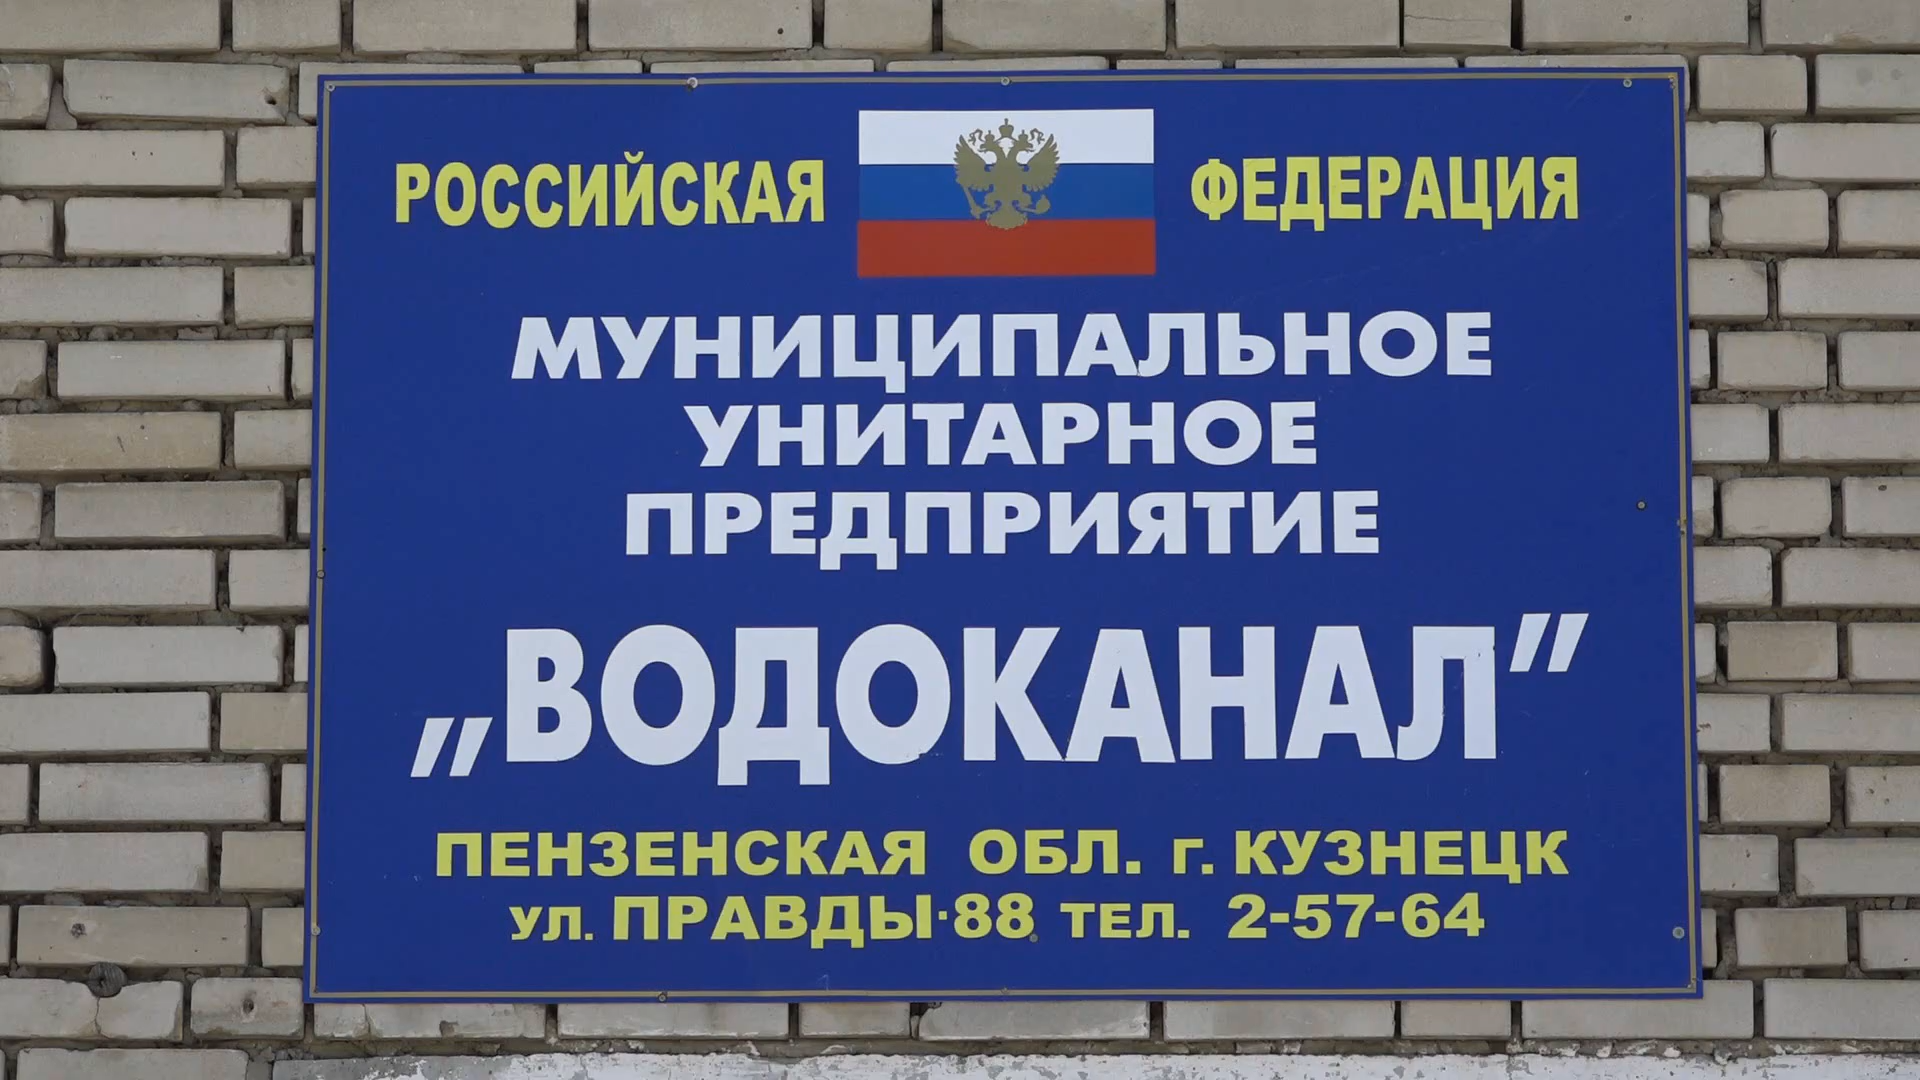 РОССИЙСКАЯ ФЕДЕРАЦИЯ
МУНИЦИПАЛЬНОЕ
УНИТАРНОЕ
ПРЕДПРИЯТИЕ
„ВОДОКАНАЛ”
ПЕНЗЕНСКАЯ ОБЛ. г. КУЗНЕЦК
УЛ. ПРАВДЫ·88 ТЕЛ. 2-57-64